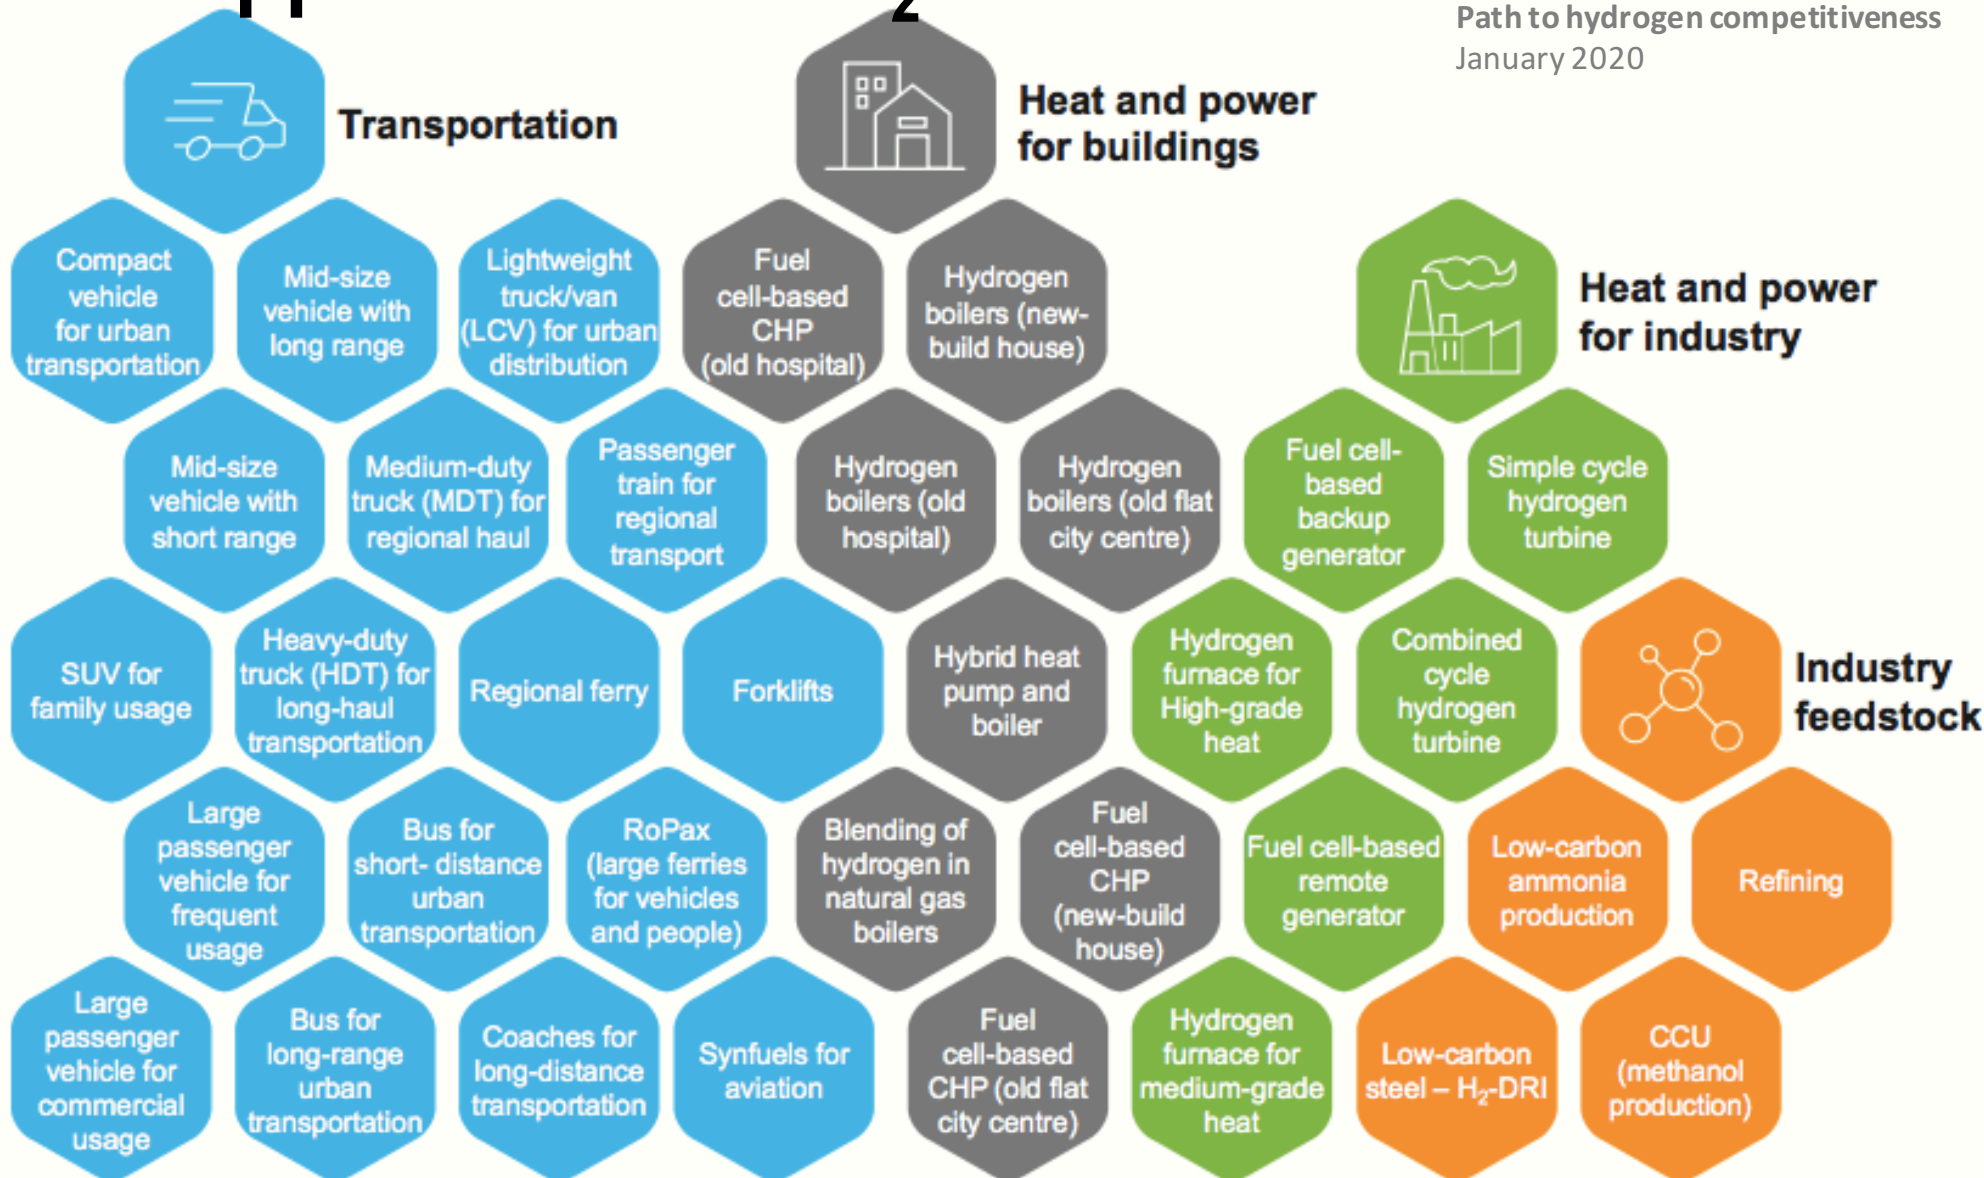 Path to hydrogen competitiveness
January 2020
Transportation
Heat and power
for buildings
Compact
vehicle
for urban
transportation
Mid-size
vehicle with
long range
Lightweight
truck/van
(LCV) for urban
distribution
Fuel
cell-based
CHP
(old hospital)
Hydrogen
boilers (new-
build house)
Heat and power
for industry
Mid-size
vehicle with
short range
Medium-duty
truck (MDT) for
regional haul
Passenger
train for
regional
transport
Hydrogen
boilers (old
hospital)
Hydrogen
boilers (old flat
city centre)
Fuel cell-
based
backup
generator
Simple cycle
hydrogen
turbine
SUV for
family usage
Heavy-duty
truck (HDT) for
long-haul
transportation
Regional ferry
Forklifts
Hybrid heat
pump and
boiler
Hydrogen
furnace for
High-grade
heat
Combined
cycle
hydrogen
turbine
Industry
feedstock
Large
passenger
vehicle for
frequent
usage
Bus for
short- distance
urban
transportation
RoPax
(large ferries
for vehicles
and people)
Blending of
hydrogen in
natural gas
boilers
Fuel
cell-based
CHP
(new-build
house)
Fuel cell-based
remote
generator
Low-carbon
ammonia
production
Refining
Large
passenger
vehicle for
commercial
usage
Bus for
long-range
urban
transportation
Coaches for
long-distance
transportation
Synfuels for
aviation
Fuel
cell-based
CHP (old flat
city centre)
Hydrogen
furnace for
medium-grade
heat
Low-carbon
steel – H₂-DRI
CCU
(methanol
production)